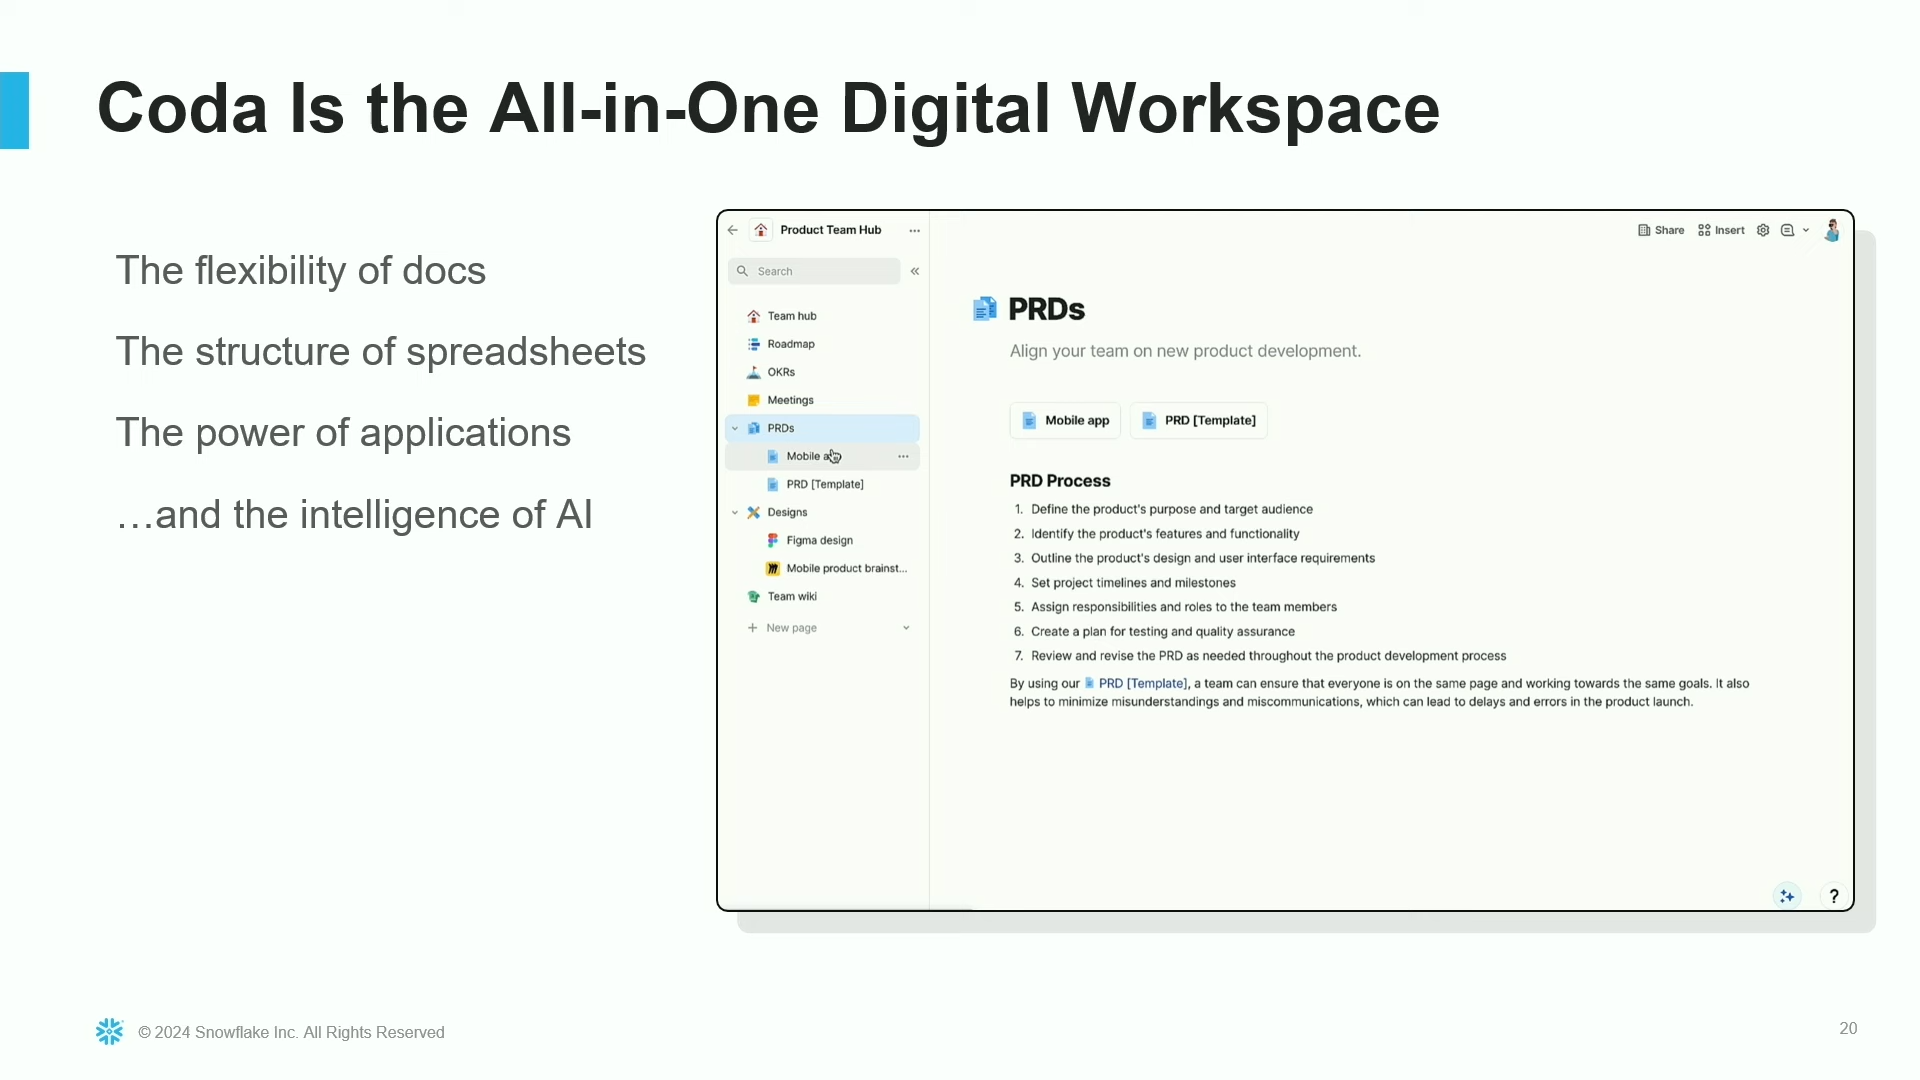 Coda Is the All-in-One Digital Workspace
The flexibility of docs
The structure of spreadsheets
The power of applications
…and the intelligence of AI
Product Team Hub
Search
Team hub
Roadmap
OKRs
Meetings
PRDs
Mobile
PRD [Template]
Designs
Figma design
Mobile product brainst...
Team wiki
New page
Share
Insert
PRDs
Align your team on new product development.
Mobile app
PRD [Template]
PRD Process
1. Define the product's purpose and target audience
2. Identify the product's features and functionality
3. Outline the product's design and user interface requirements
4. Set project timelines and milestones
5. Assign responsibilities and roles to the team members
6. Create a plan for testing and quality assurance
7. Review and revise the PRD as needed throughout the product development process
By using our PRD [Template], a team can ensure that everyone is on the same page and working towards the same goals. It also
helps to minimize misunderstandings and miscommunications, which can lead to delays and errors in the product launch.
?
© 2024 Snowflake Inc. All Rights Reserved
20